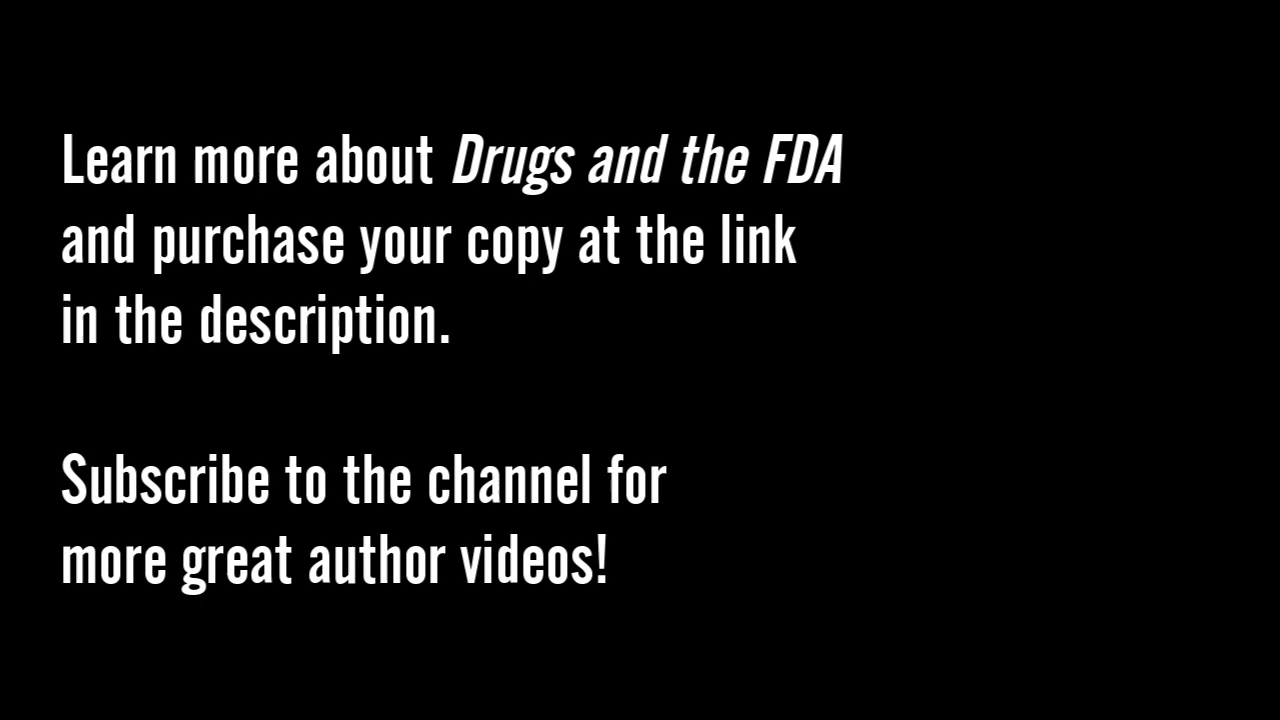 Learn more about Drugs and the FDA
and purchase your copy at the link
in the description.
Subscribe to the channel for
more great author videos!